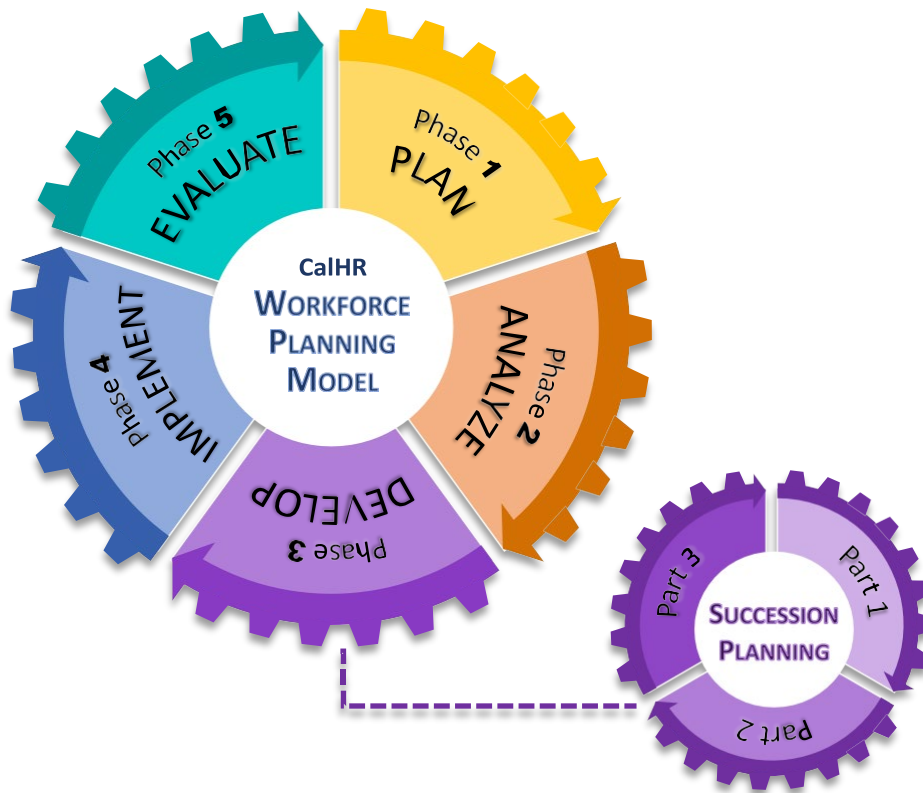 CalHR
WORKFORCE
PLANNING
MODEL
Phase 1
PLAN
Phase 2
ANALYZE
Phase 3
DEVELOP
Phase 4
IMPLEMENT
Phase 5
EVALUATE
SUCCESSION
PLANNING
Part 1
Part 2
Part 3